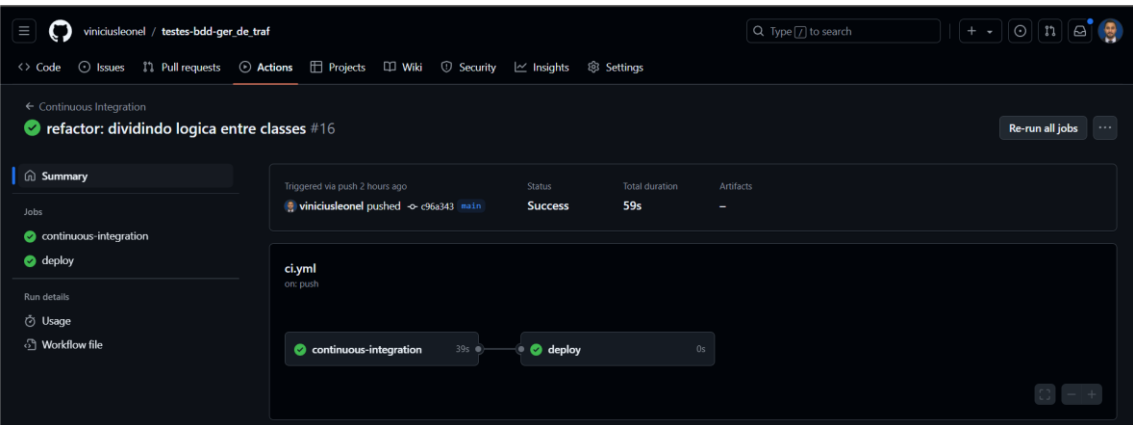 viniciusleonel / testes-bdd-ger_de_traf
Type / to search
Code Issues Pull requests Actions Projects Wiki Security Insights Settings
← Continuous Integration
refactor: dividindo logica entre classes #16
Re-run all jobs
Summary
Jobs
continuous-integration
deploy
Run details
Usage
Workflow file
Triggered via push 2 hours ago
viniciusleonel pushed c96a343 main
Status
Success
Total duration
59s
Artifacts
–
ci.yml
on: push
continuous-integration 39s
deploy 0s